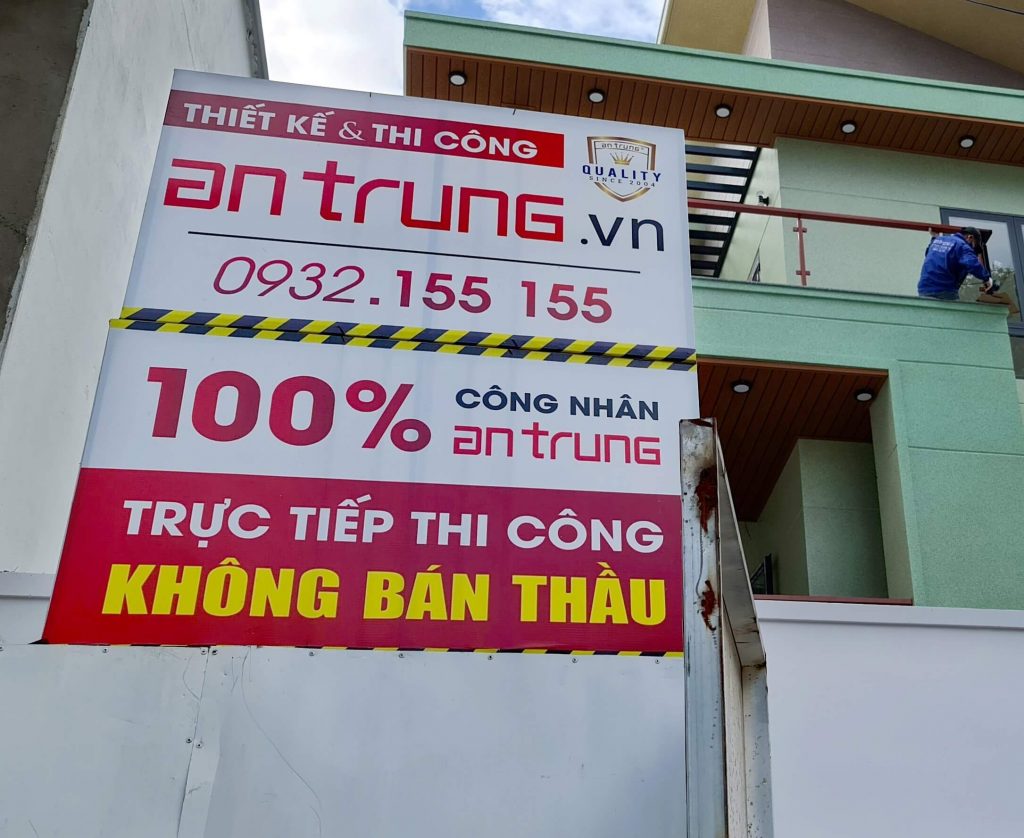 THIẾT KẾ & THI CÔNG
an trung
QUALITY
SINCE 2004
an trung .vn
0932.155 155
100% CÔNG NHÂN
an trung
TRỰC TIẾP THI CÔNG
KHÔNG BÁN THẦU